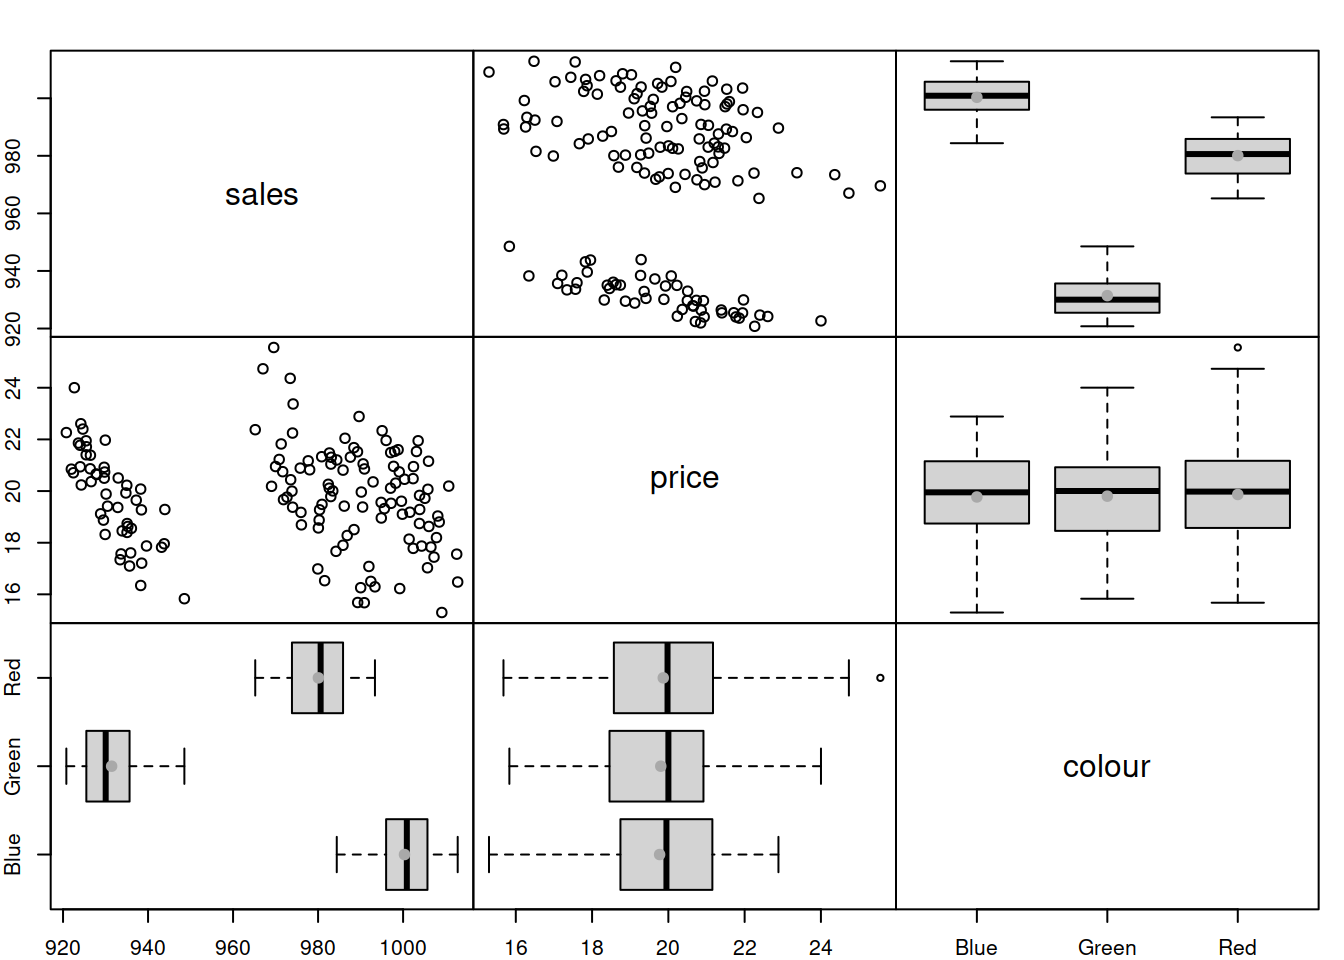 sales
980
960
940
920
24
22
20
18
16
price
Red
Green
Blue
colour
920 940 960 980 1000 16 18 20 22 24 Blue Green Red